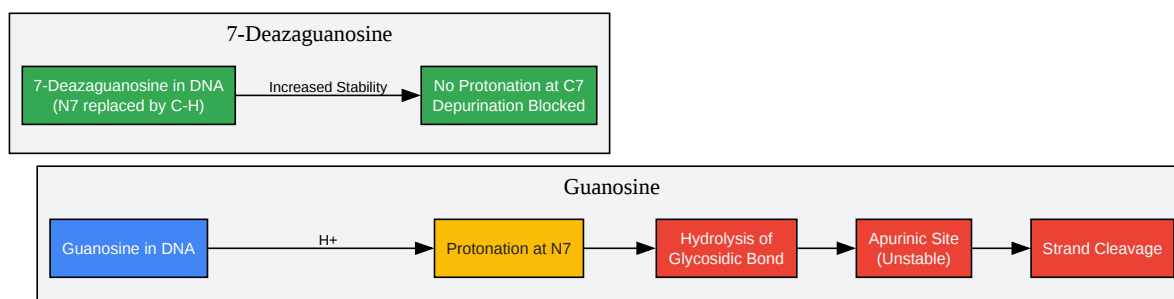 7-Deazaguanosine
7-Deazaguanosine in DNA
(N7 replaced by C-H)
Increased Stability
No Protonation at C7
Depurination Blocked
Guanosine
Guanosine in DNA
H+
Protonation at N7
Hydrolysis of
Glycosidic Bond
Apurinic Site
(Unstable)
Strand Cleavage